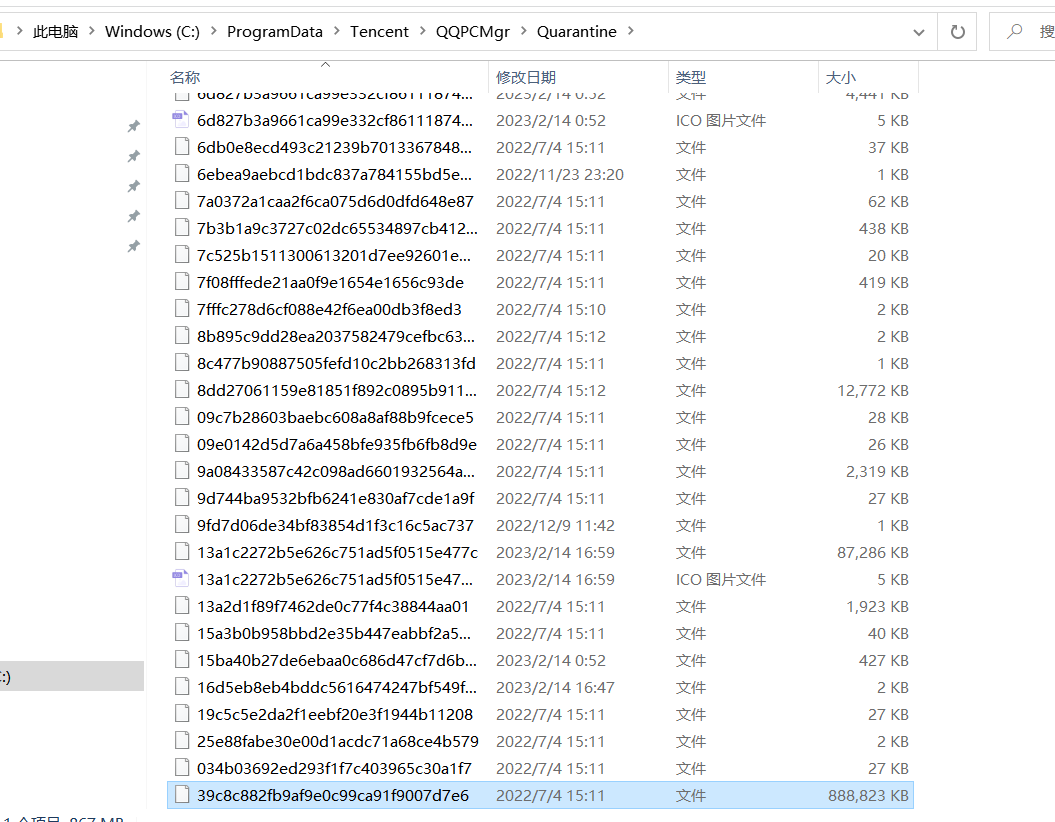 此电脑 > Windows (C:) > ProgramData > Tencent > QQPCMgr > Quarantine >
搜
名称 修改日期 类型 大小
6d827b3a9661ca99e332cf86111874... 2023/2/14 0:52 文件 4,441 KB
6d827b3a9661ca99e332cf86111874... 2023/2/14 0:52 ICO 图片文件 5 KB
6db0e8ecd493c21239b7013367848... 2022/7/4 15:11 文件 37 KB
6ebea9aebcd1bdc837a784155bd5e... 2022/11/23 23:20 文件 1 KB
7a0372a1caa2f6ca075d6d0dfd648e87 2022/7/4 15:11 文件 62 KB
7b3b1a9c3727c02dc65534897cb412... 2022/7/4 15:11 文件 438 KB
7c525b1511300613201d7ee92601e... 2022/7/4 15:11 文件 20 KB
7f08fffede21aa0f9e1654e1656c93de 2022/7/4 15:11 文件 419 KB
7fffc278d6cf088e42f6ea00db3f8ed3 2022/7/4 15:10 文件 2 KB
8b895c9dd28ea2037582479cefbc63... 2022/7/4 15:12 文件 2 KB
8c477b90887505fefd10c2bb268313fd 2022/7/4 15:11 文件 1 KB
8dd27061159e81851f892c0895b911... 2022/7/4 15:12 文件 12,772 KB
09c7b28603baebc608a8af88b9fcece5 2022/7/4 15:11 文件 28 KB
09e0142d5d7a6a458bfe935fb6fb8d9e 2022/7/4 15:11 文件 26 KB
9a08433587c42c098ad6601932564a... 2022/7/4 15:11 文件 2,319 KB
9d744ba9532bfb6241e830af7cde1a9f 2022/7/4 15:11 文件 27 KB
9fd7d06de34bf83854d1f3c16c5ac737 2022/12/9 11:42 文件 1 KB
13a1c2272b5e626c751ad5f0515e477c 2023/2/14 16:59 文件 87,286 KB
13a1c2272b5e626c751ad5f0515e47... 2023/2/14 16:59 ICO 图片文件 5 KB
13a2d1f89f7462de0c77f4c38844aa01 2022/7/4 15:11 文件 1,923 KB
15a3b0b958bbd2e35b447eabbf2a5... 2022/7/4 15:11 文件 40 KB
15ba40b27de6ebaa0c686d47cf7d6b... 2023/2/14 0:52 文件 427 KB
:)
16d5eb8eb4bddc5616474247bf549f... 2023/2/14 16:47 文件 2 KB
19c5c5e2da2f1eebf20e3f1944b11208 2022/7/4 15:11 文件 27 KB
25e88fabe30e00d1acdc71a68ce4b579 2022/7/4 15:11 文件 2 KB
034b03692ed293f1f7c403965c30a1f7 2022/7/4 15:11 文件 27 KB
39c8c882fb9af9e0c99ca91f9007d7e6 2022/7/4 15:11 文件 888,823 KB
1 个项目 867 MB